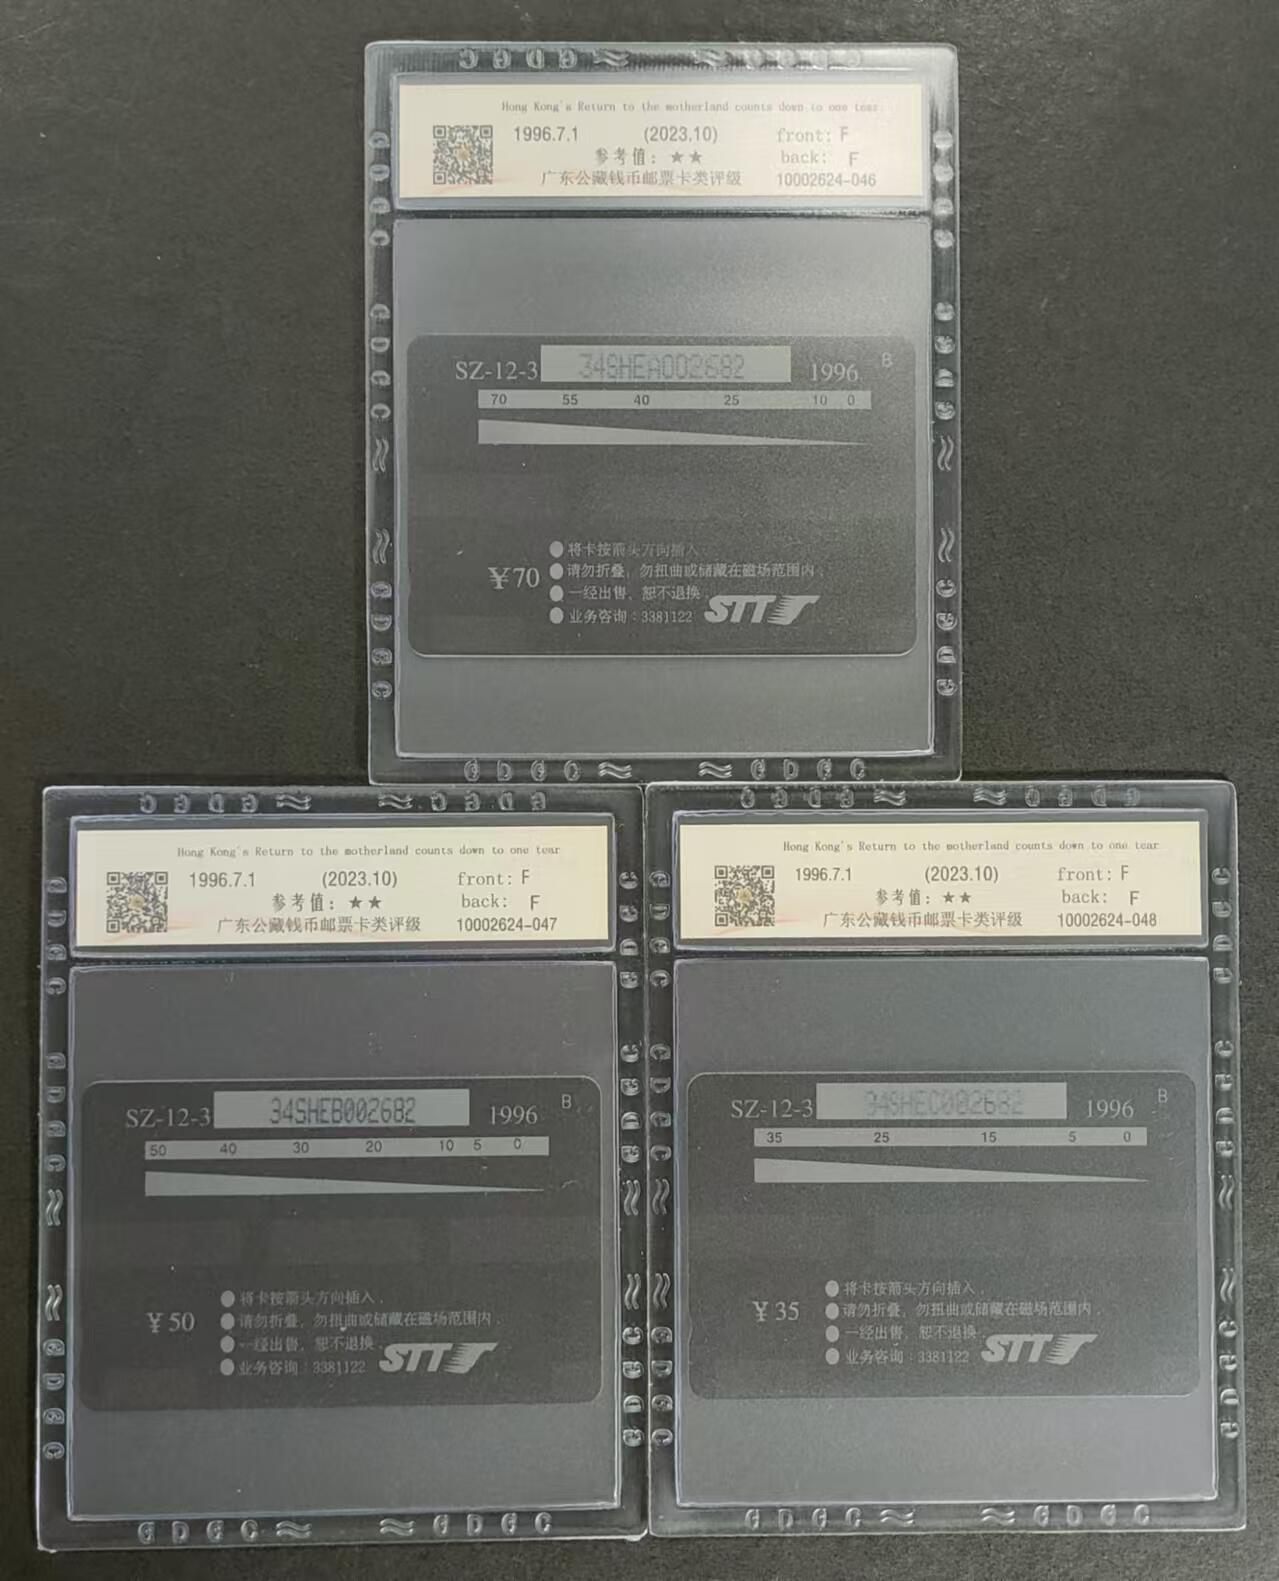 GDGC GDGC
Hong Kong's Return to the motherland counts down to one tear
1996.7.1 (2023.10) front: F
参考值：★★ back: F
广东公藏钱币邮票卡类评级 10002624-046
SZ-12-3 34SHEA002682 1996 B
70 55 40 25 10 0
●将卡按箭头方向插入.
●请勿折叠，勿扭曲或储藏在磁场范围内.
¥70
●一经出售，恕不退换.
●业务咨询：3381122 STT
GDGC GDGC
GDGC GDGC
Hong Kong's Return to the motherland counts down to one tear
1996.7.1 (2023.10) front: F
参考值：★★ back: F
广东公藏钱币邮票卡类评级 10002624-047
SZ-12-3 34SHEB002682 1996 B
50 40 30 20 10 5 0
●将卡按箭头方向插入.
●请勿折叠，勿扭曲或储藏在磁场范围内.
¥50
●一经出售，恕不退换.
●业务咨询：3381122 STT
GDGC GDGC
GDGC GDGC
Hong Kong's Return to the motherland counts down to one tear
1996.7.1 (2023.10) front: F
参考值：★★ back: F
广东公藏钱币邮票卡类评级 10002624-048
SZ-12-3 34SHEC002682 1996 B
35 25 15 5 0
●将卡按箭头方向插入.
●请勿折叠，勿扭曲或储藏在磁场范围内.
¥35
●一经出售，恕不退换.
●业务咨询：3381122 STT
GDGC GDGC